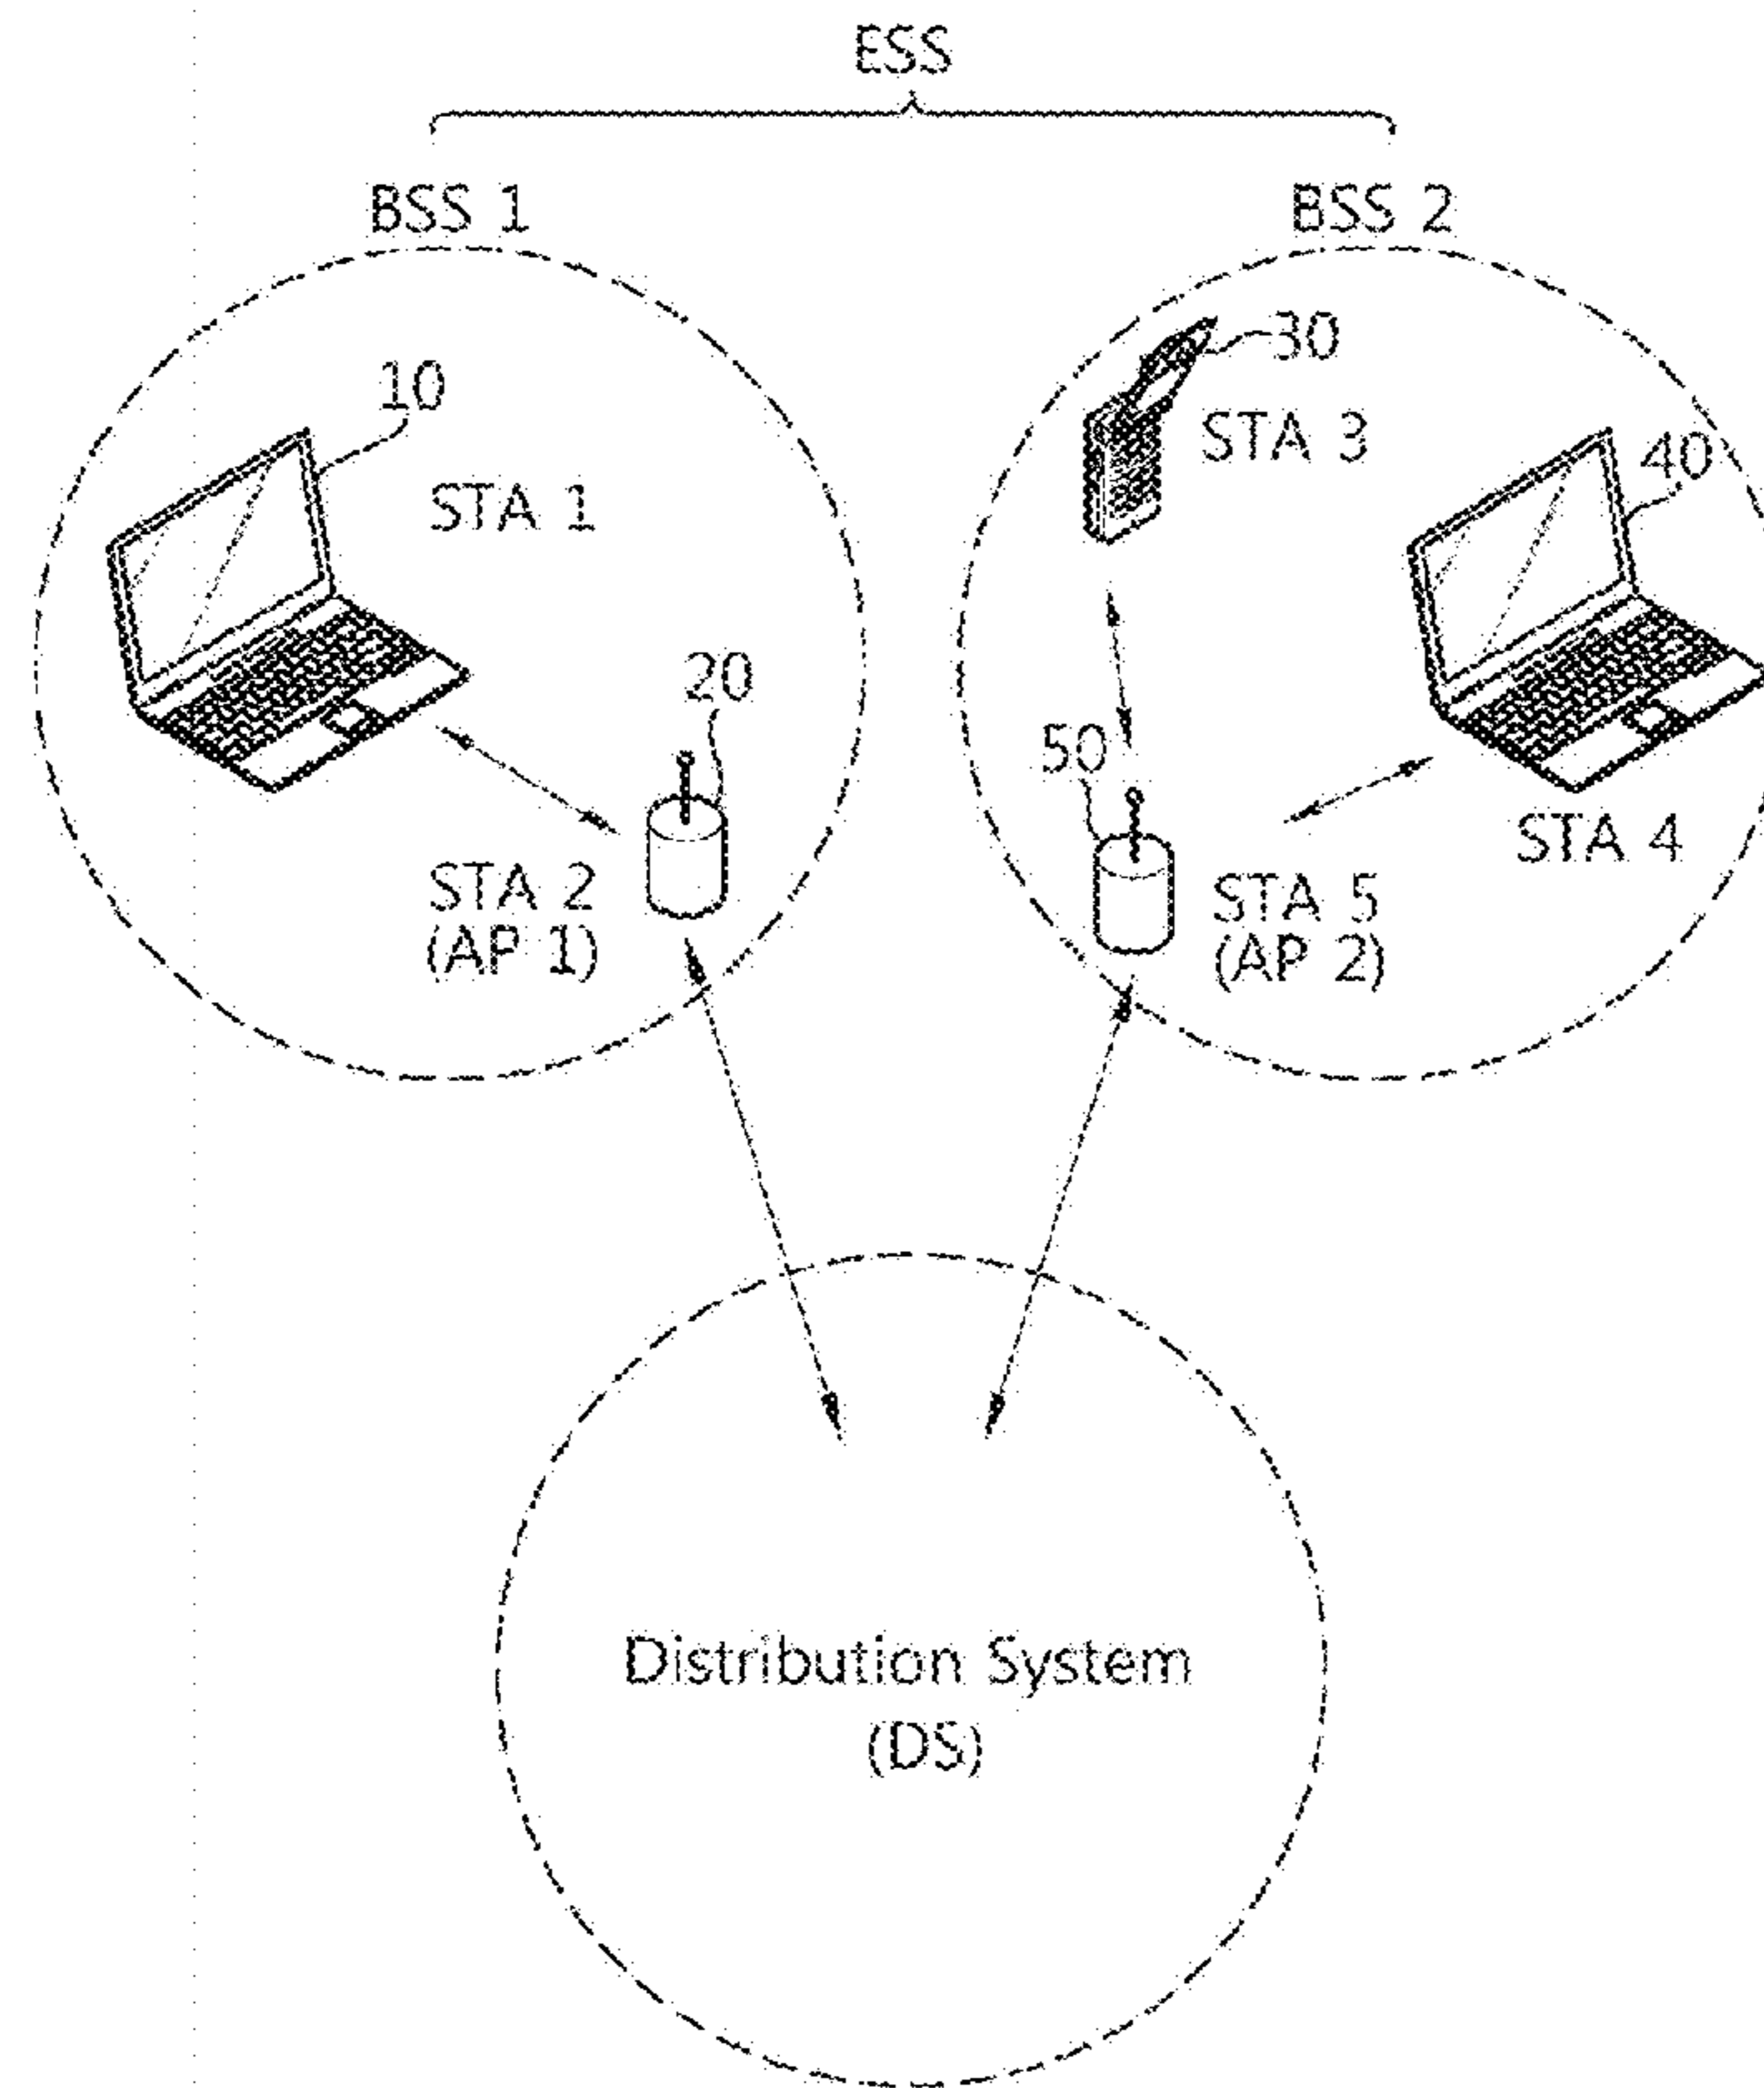 ESS
BSS 1
BSS 2
30
10
STA 3
40
STA 1
20
50
STA 4
STA 2
(AP 1)
STA 5
(AP 2)
Distribution System
(DS)